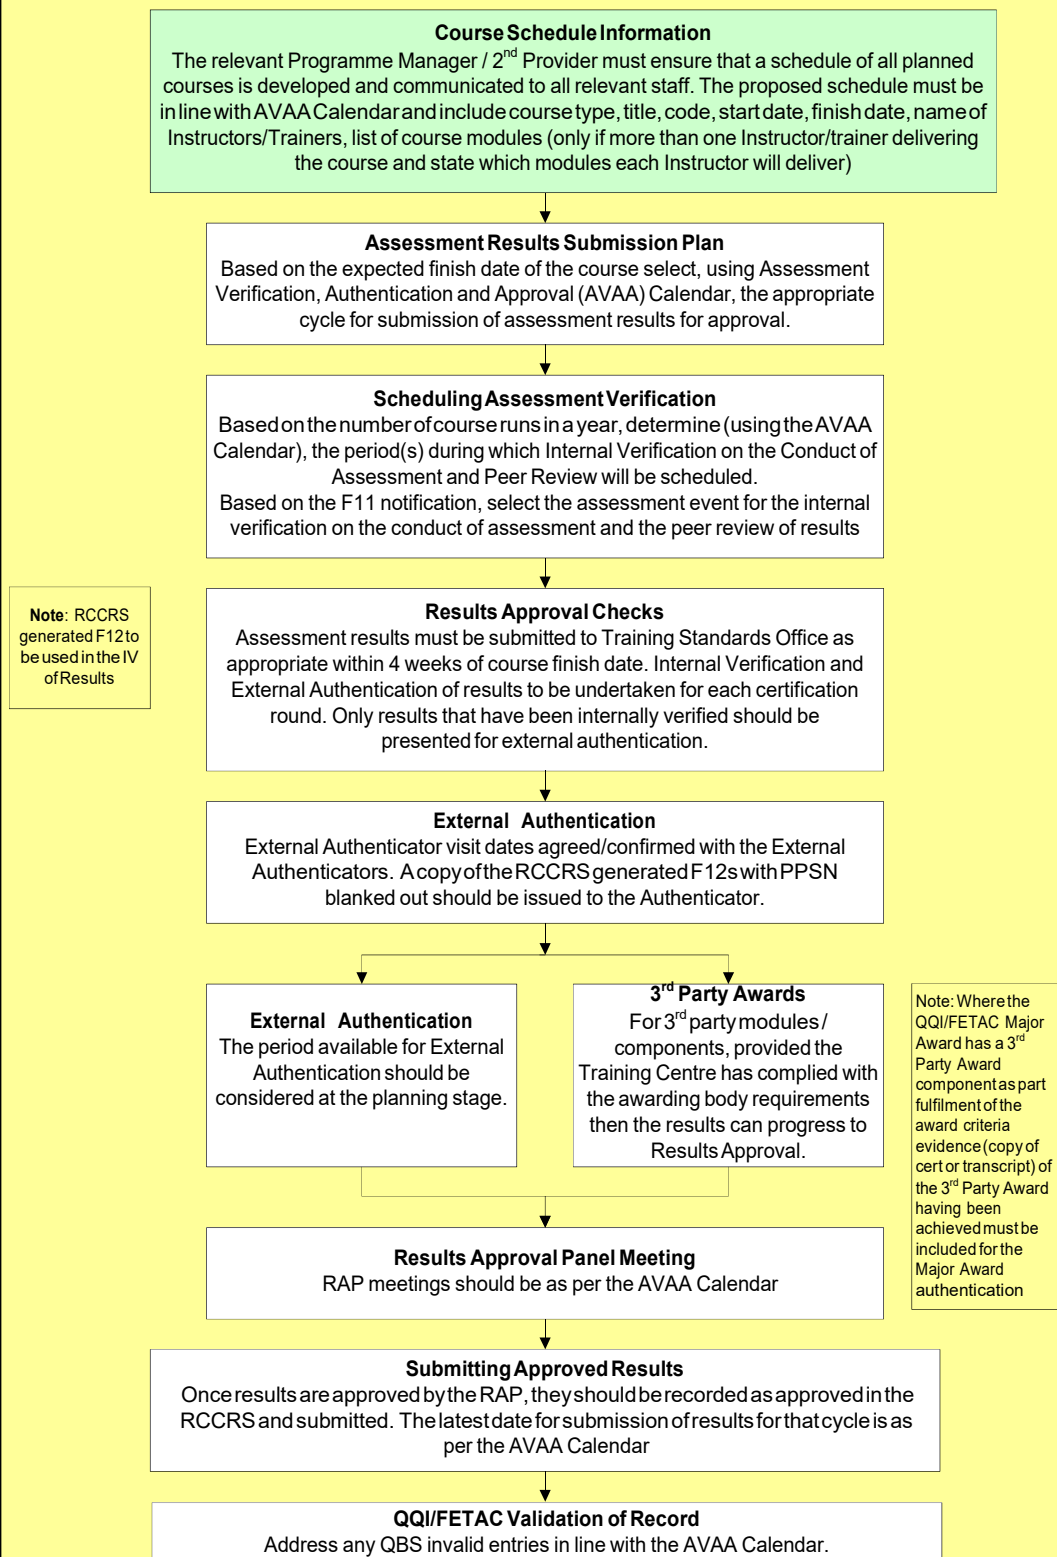 Course Schedule Information
The relevant Programme Manager / 2nd Provider must ensure that a schedule of all planned
courses is developed and communicated to all relevant staff. The proposed schedule must be
in line with AVAA Calendar and include course type, title, code, start date, finish date, name of
Instructors/Trainers, list of course modules (only if more than one Instructor/trainer delivering
the course and state which modules each Instructor will deliver)
Assessment Results Submission Plan
Based on the expected finish date of the course select, using Assessment
Verification, Authentication and Approval (AVAA) Calendar, the appropriate
cycle for submission of assessment results for approval.
Scheduling Assessment Verification
Based on the number of course runs in a year, determine (using the AVAA
Calendar), the period(s) during which Internal Verification on the Conduct of
Assessment and Peer Review will be scheduled.
Based on the F11 notification, select the assessment event for the internal
verification on the conduct of assessment and the peer review of results
Note: RCCRS
generated F12 to
be used in the IV
of Results
Results Approval Checks
Assessment results must be submitted to Training Standards Office as
appropriate within 4 weeks of course finish date. Internal Verification and
External Authentication of results to be undertaken for each certification
round. Only results that have been internally verified should be
presented for external authentication.
External Authentication
External Authenticator visit dates agreed/confirmed with the External
Authenticators. A copy of the RCCRS generated F12s with PPSN
blanked out should be issued to the Authenticator.
External Authentication
The period available for External
Authentication should be
considered at the planning stage.
3rd Party Awards
For 3rd party modules /
components, provided the
Training Centre has complied with
the awarding body requirements
then the results can progress to
Results Approval.
Note: Where the
QQI/FETAC Major
Award has a 3rd
Party Award
component as part
fulfilment of the
award criteria
evidence (copy of
cert or transcript) of
the 3rd Party Award
having been
achieved must be
included for the
Major Award
authentication
Results Approval Panel Meeting
RAP meetings should be as per the AVAA Calendar
Submitting Approved Results
Once results are approved by the RAP, they should be recorded as approved in the
RCCRS and submitted. The latest date for submission of results for that cycle is as
per the AVAA Calendar
QQI/FETAC Validation of Record
Address any QBS invalid entries in line with the AVAA Calendar.